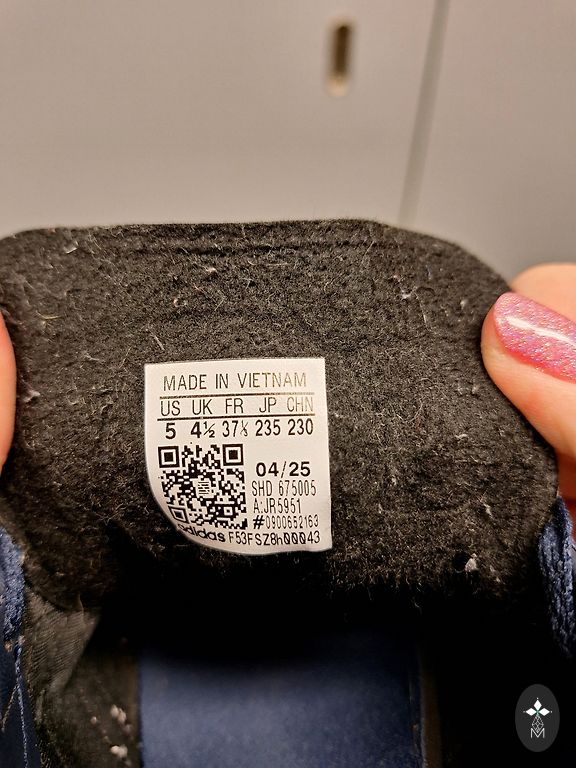 MADE IN VIETNAM
US UK FR JP CHN
5 4½ 37⅓ 235 230
04/25
SHD 675005
A:JR5951
#0900652163
adidas F53FSZ8h00043
M